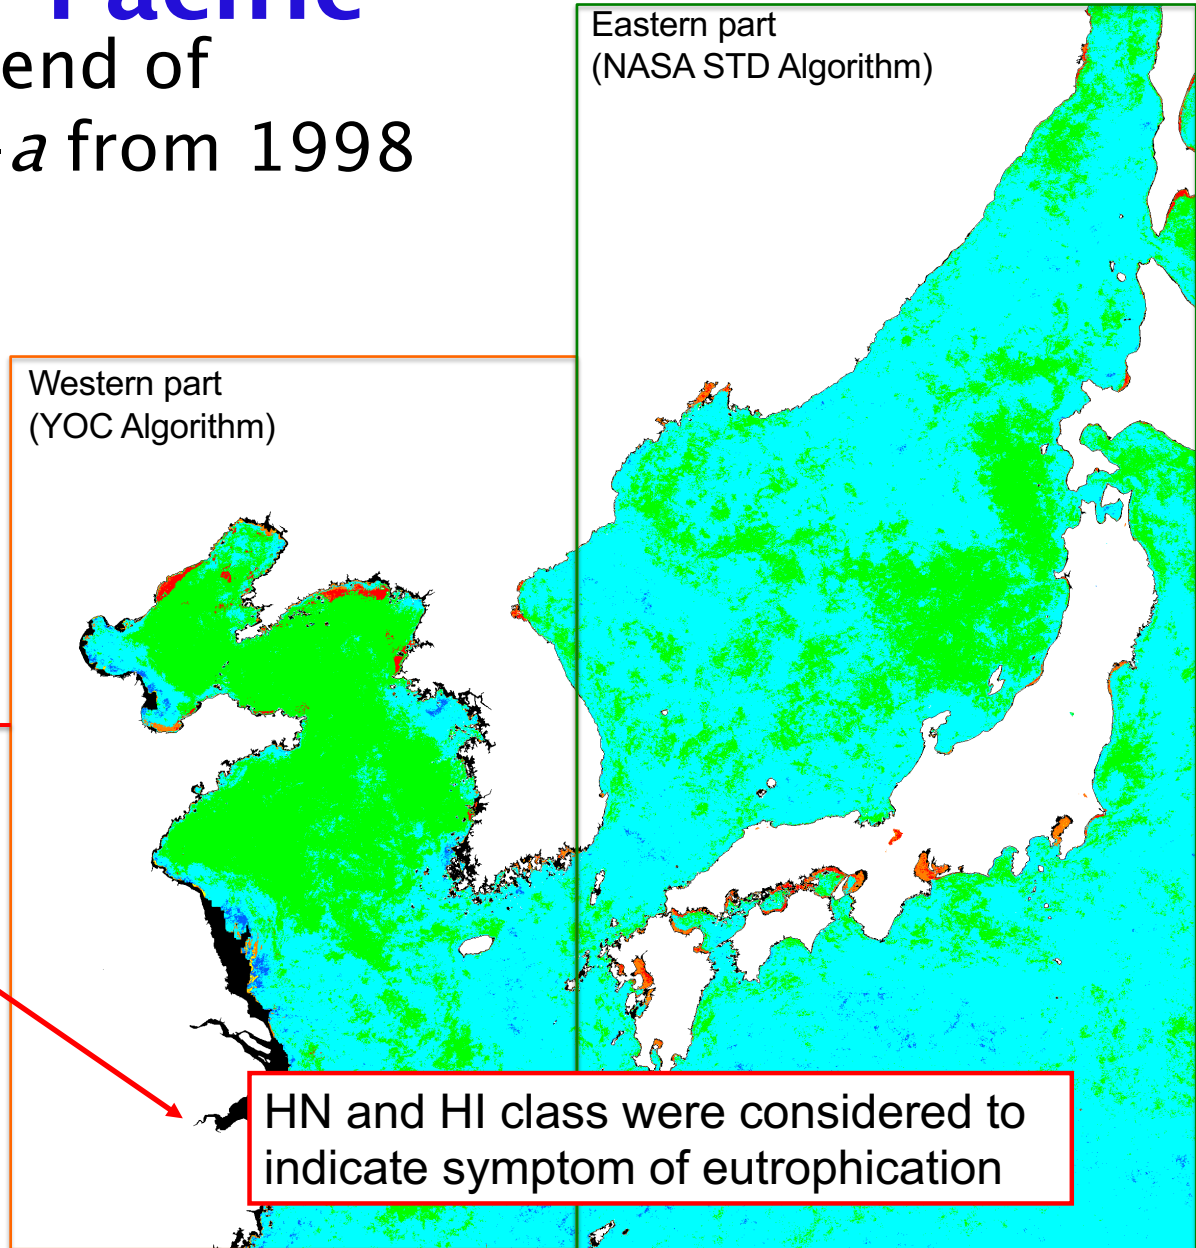 Pacific
end of
-a from 1998
Eastern part
(NASA STD Algorithm)
Western part
(YOC Algorithm)
HN and HI class were considered to
indicate symptom of eutrophication